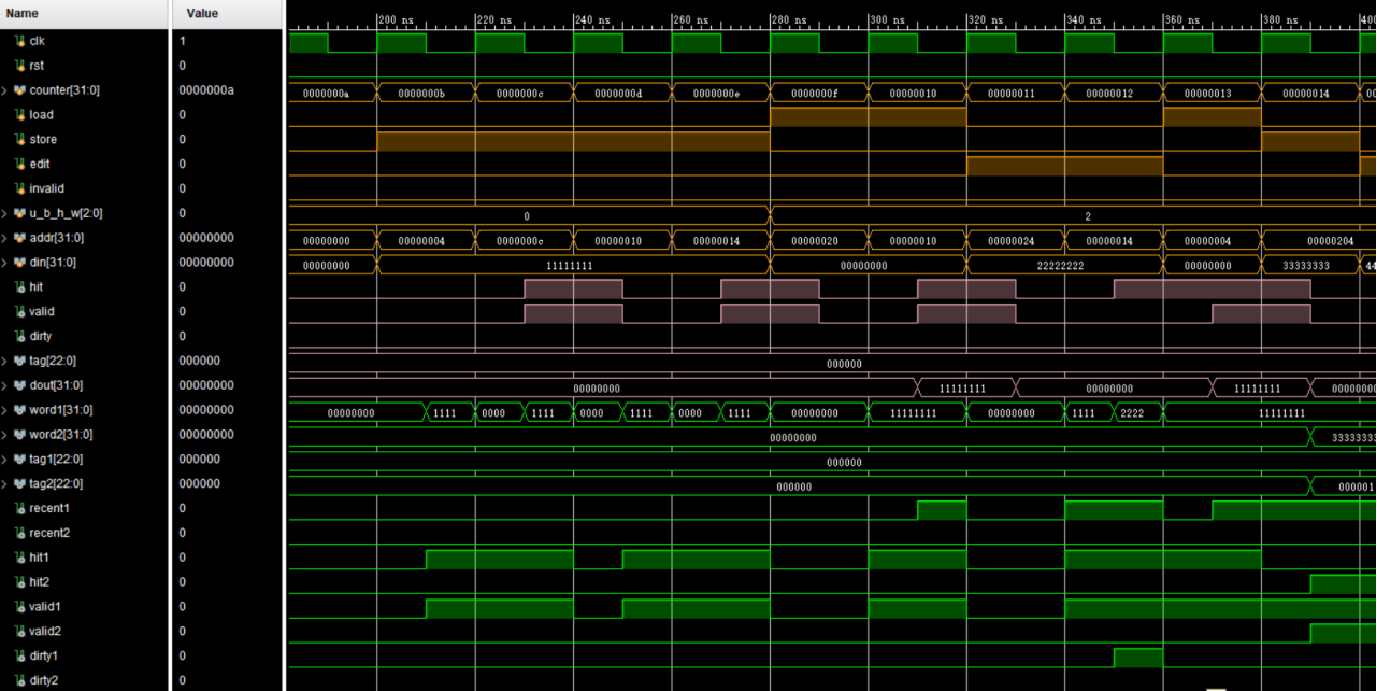 Name Value 200 ns 220 ns 240 ns 260 ns 280 ns 300 ns 320 ns 340 ns 360 ns 380 ns
clk 1
rst 0
counter[31:0] 0000000a 0000000a 0000000b 0000000c 0000000d 0000000e 0000000f 00000010 00000011 00000012 00000013 00000014 00
load 0
store 0
edit 0
invalid 0
u_b_h_w[2:0] 0 0 2
addr[31:0] 00000000 00000000 00000004 0000000c 00000010 00000014 00000020 00000010 00000024 00000014 00000004 00000204
din[31:0] 00000000 00000000 11111111 00000000 22222222 00000000 33333333 44
hit 1
valid 0
dirty 0
tag[22:0] 000000 000000
dout[31:0] 00000000 00000000 11111111 00000000 11111111 0000000
word1[31:0] 00000000 00000000 1111 0000 1111 0000 1111 0000 1111 00000000 11111111 00000000 1111 2222 11111111
word2[31:0] 00000000 00000000 3333333
tag1[22:0] 000000 000000
tag2[22:0] 000000 000000 000001
recent1 0
recent2 0
hit1 0
hit2 0
valid1 0
valid2 0
dirty1 0
dirty2 0